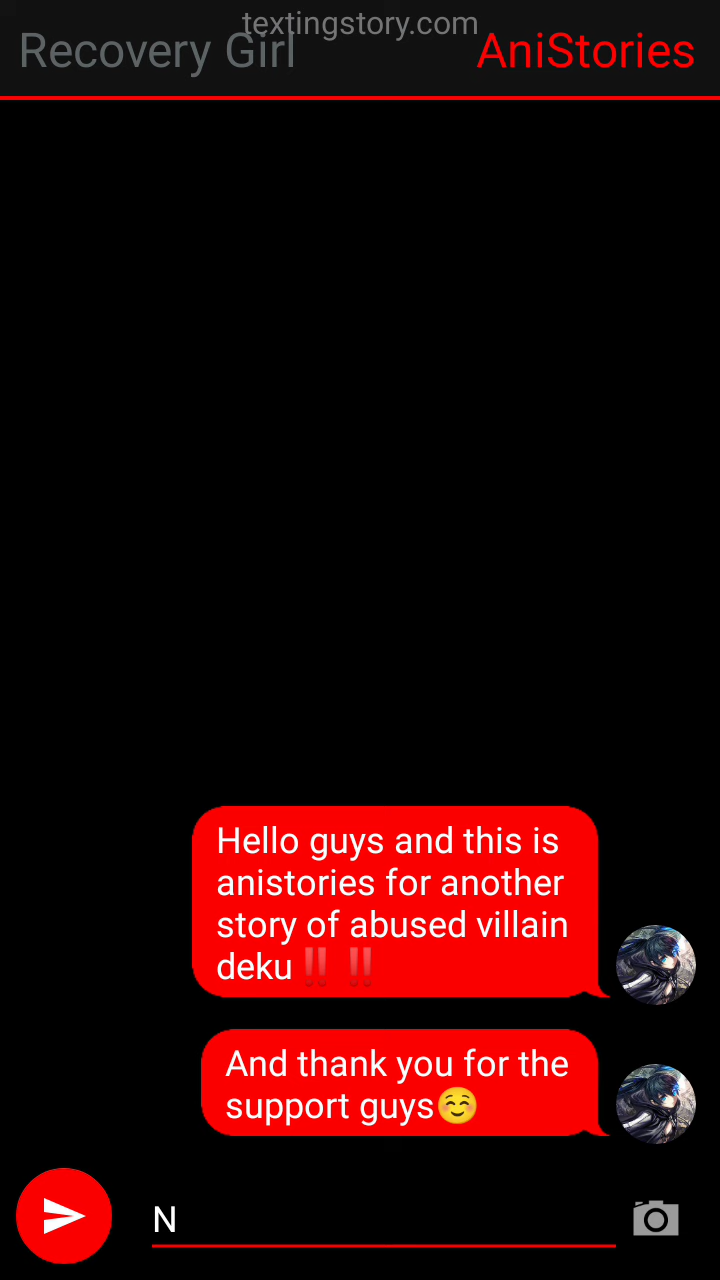 textingstory.com
Recovery Girl
AniStories
Hello guys and this is
anistories for another
story of abused villain
deku‼️‼️
And thank you for the
support guys☺️
N